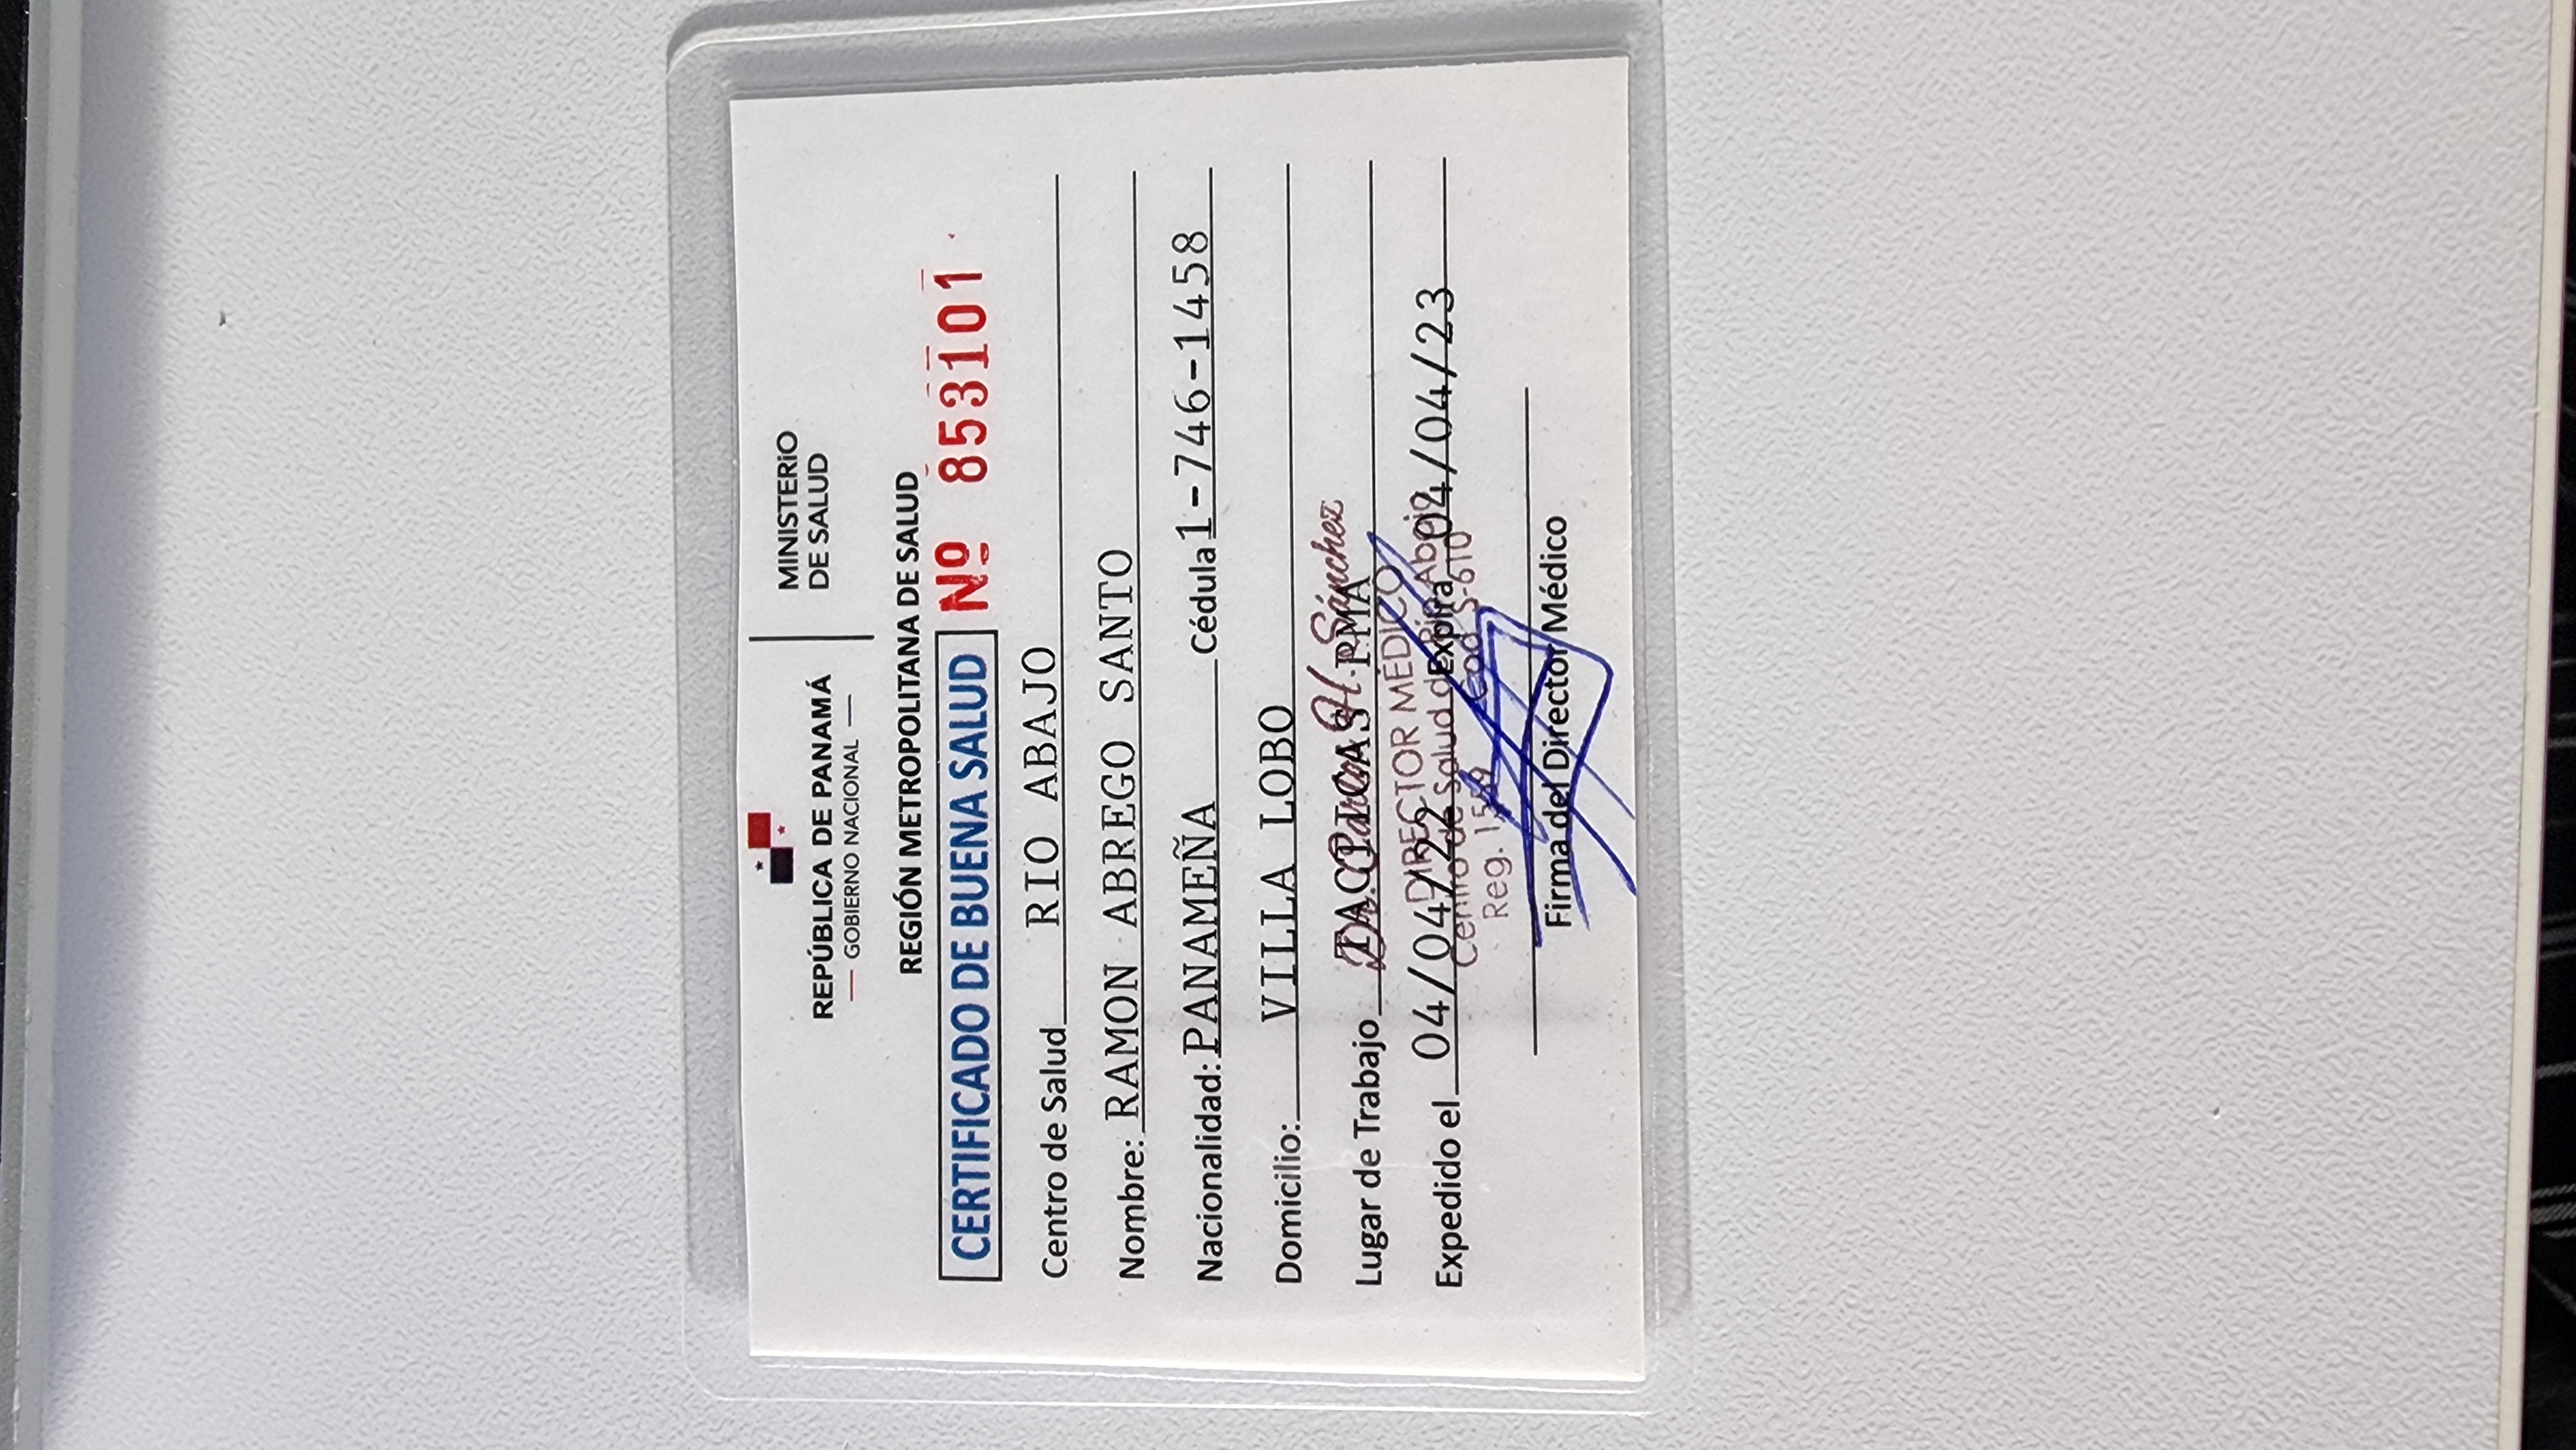 REPÚBLICA DE PANAMÁ
— GOBIERNO NACIONAL —
MINISTERiO
DE SALUD
REGIÓN METROPOLITANA DE SALUD
CERTIFICADO DE BUENA SALUD Nº 853101
Centro de Salud RIO ABAJO
Nombre: RAMON ABREGO SANTO
Nacionalidad: PANAMEÑA Cédula 1-746-1458
Domicilio: VILLA LOBO
Dr. Carlos H. Sánchez
Lugar de Trabajo TACTICAS PMA
DIRECTOR MÉDICO
Expedido el 04/04/22 Expira 04/04/23
Centro de Salud de Río Abajo
Reg. 1559 Cod. S-610
Firma del Director Médico